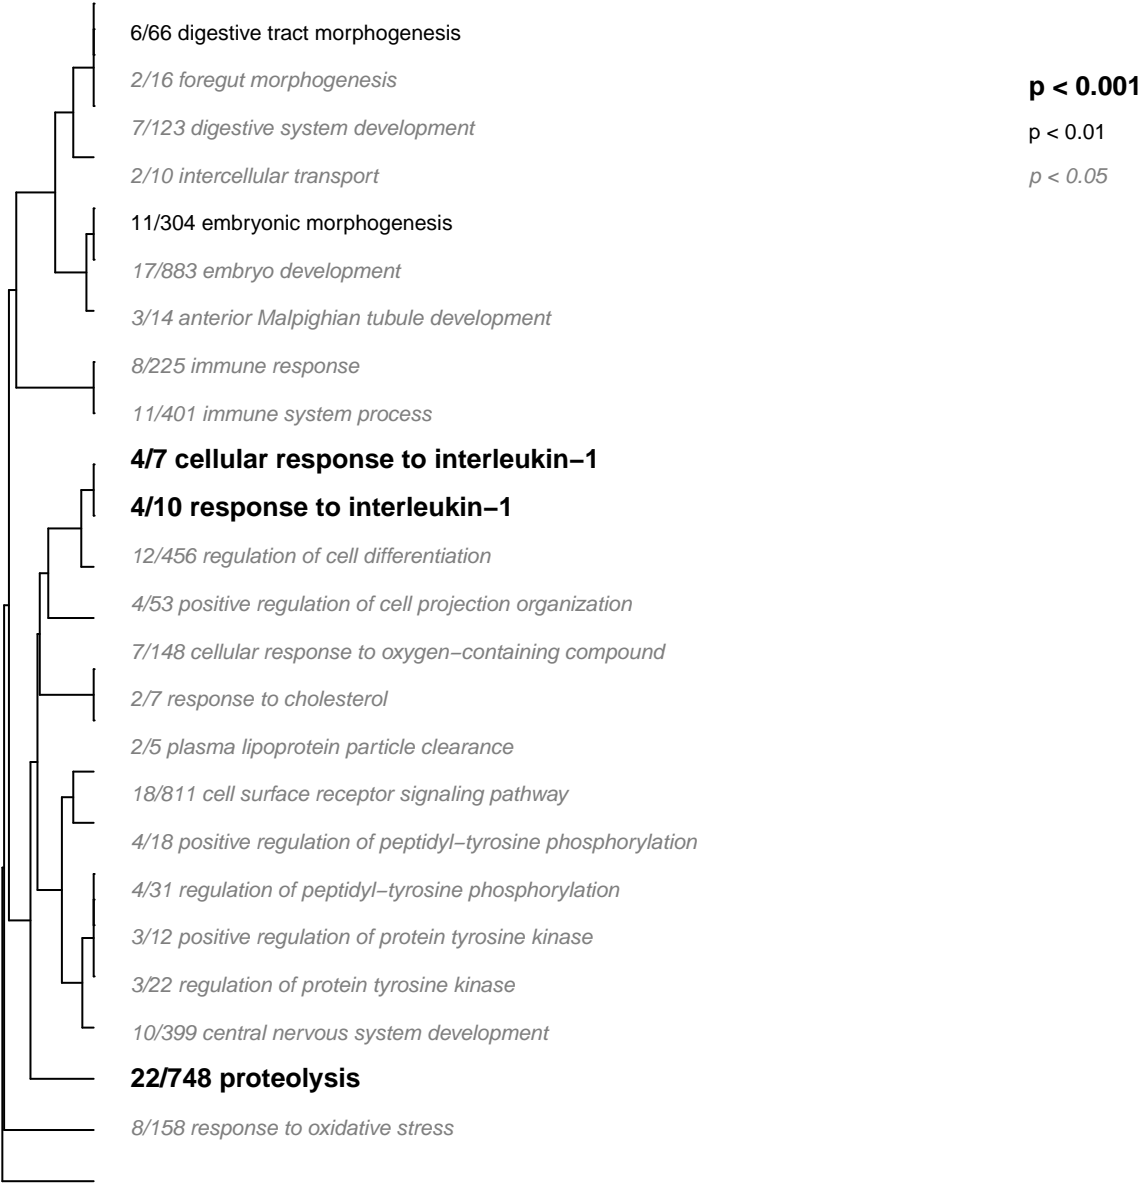 6/66 digestive tract morphogenesis
2/16 foregut morphogenesis
7/123 digestive system development
2/10 intercellular transport
11/304 embryonic morphogenesis
17/883 embryo development
3/14 anterior Malpighian tubule development
8/225 immune response
11/401 immune system process
4/7 cellular response to interleukin−1
4/10 response to interleukin−1
12/456 regulation of cell differentiation
4/53 positive regulation of cell projection organization
7/148 cellular response to oxygen−containing compound
2/7 response to cholesterol
2/5 plasma lipoprotein particle clearance
18/811 cell surface receptor signaling pathway
4/18 positive regulation of peptidyl−tyrosine phosphorylation
4/31 regulation of peptidyl−tyrosine phosphorylation
3/12 positive regulation of protein tyrosine kinase
3/22 regulation of protein tyrosine kinase
10/399 central nervous system development
22/748 proteolysis
8/158 response to oxidative stress
p < 0.001
p < 0.01
p < 0.05